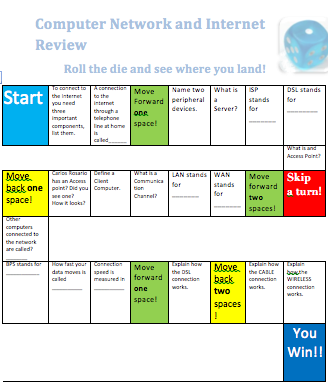 Computer Network and Internet
Review
Roll the die and see where you land!
Start
To connect to
the internet
you need
three
important
components,
list them.
A connection
to the
internet
through a
telephone
line at home
is
called______
Move
Forward
one
space!
Name two
peripheral
devices.
What is
a
Server?
ISP
stands
for
_______
DSL stands
for
_______
What is and
Access Point?
Move
back one
space!
Carlos Rosario
has an Access
point? Did you
see one?
How it looks?
Define a
Client
Computer.
What is a
Communica
tion
Channel?
LAN stands
for
_______
WAN
stands
for
_______
Move
forward
two
spaces!
Skip
a turn!
Other
computers
connected to
the network
are called?
______
BPS stands for
________
How fast your
data moves is
called
________
Connection
speed is
measured in
________
Move
forward
one
space!
Explain how
the DSL
connection
works.
Move
back
two
spaces
!
Explain how
the CABLE
connection
works.
Explain
how the
WIRELESS
connection
works.
You
Win!!